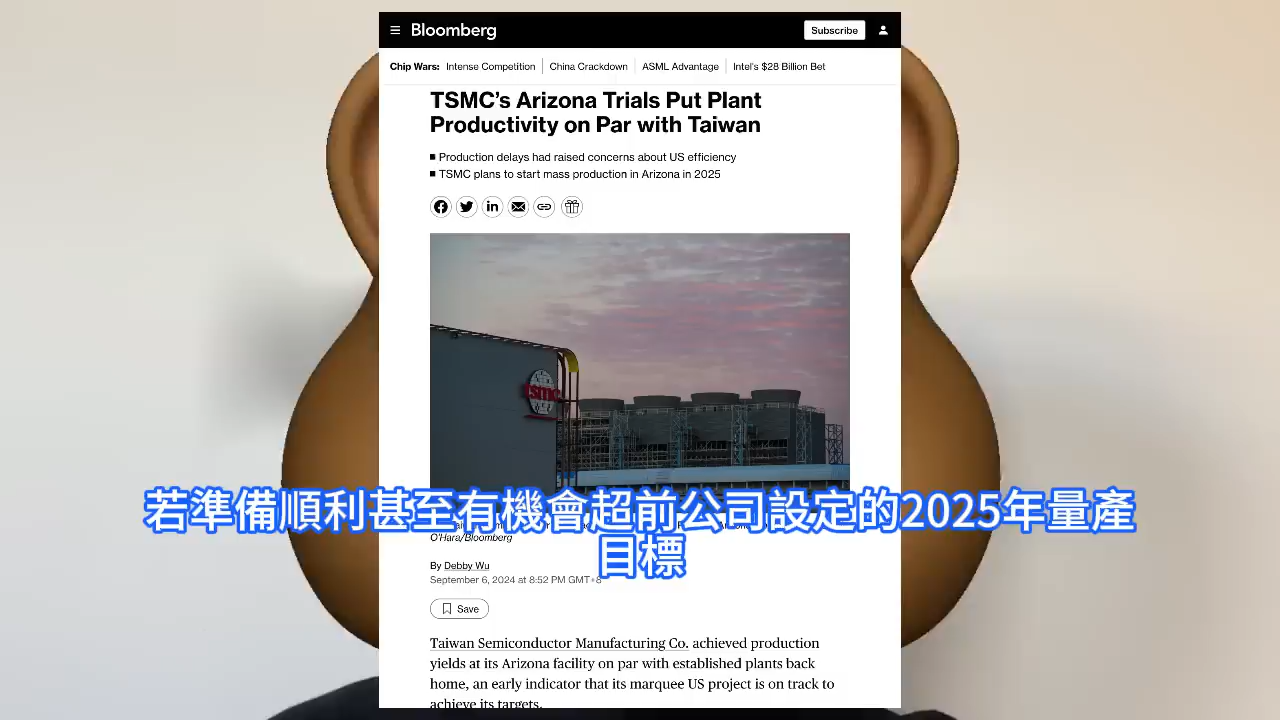 Bloomberg
Subscribe
Chip Wars: Intense Competition China Crackdown ASML Advantage Intel's $28 Billion Bet
TSMC's Arizona Trials Put Plant
Productivity on Par with Taiwan
Production delays had raised concerns about US efficiency
TSMC plans to start mass production in Arizona in 2025
TSMC
若準備順利甚至有機會超前公司設定的2025年量產
目標
O'Hara/Bloomberg
By Debby Wu
September 6, 2024 at 8:52 PM GMT+8
Save
Taiwan Semiconductor Manufacturing Co. achieved production
yields at its Arizona facility on par with established plants back
home, an early indicator that its marquee US project is on track to
achieve its targets.